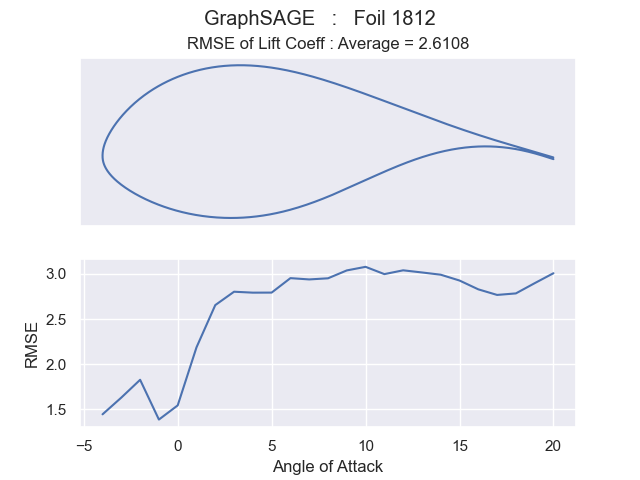 GraphSAGE : Foil 1812
RMSE of Lift Coeff : Average = 2.6108
3.0
2.5
2.0
1.5
RMSE
−5 0 5 10 15 20
Angle of Attack